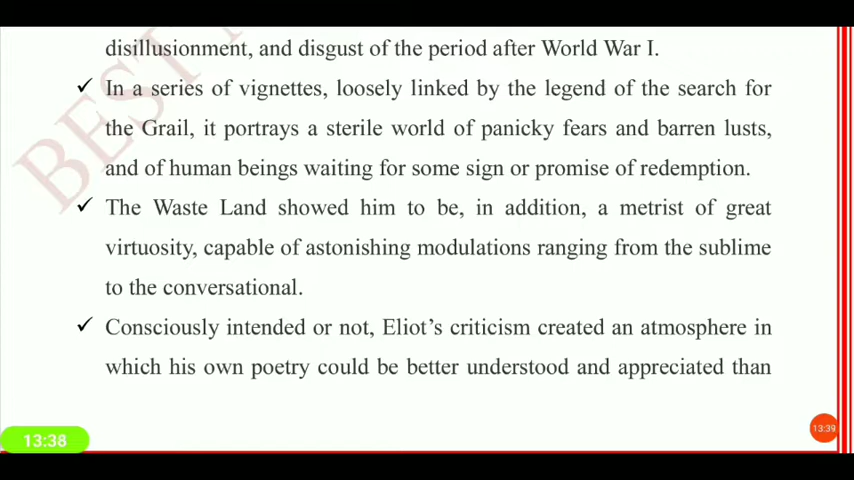 disillusionment, and disgust of the period after World War I.
✓ In a series of vignettes, loosely linked by the legend of the search for
the Grail, it portrays a sterile world of panicky fears and barren lusts,
and of human beings waiting for some sign or promise of redemption.
✓ The Waste Land showed him to be, in addition, a metrist of great
virtuosity, capable of astonishing modulations ranging from the sublime
to the conversational.
✓ Consciously intended or not, Eliot's criticism created an atmosphere in
which his own poetry could be better understood and appreciated than
13:38
13:39
BEST